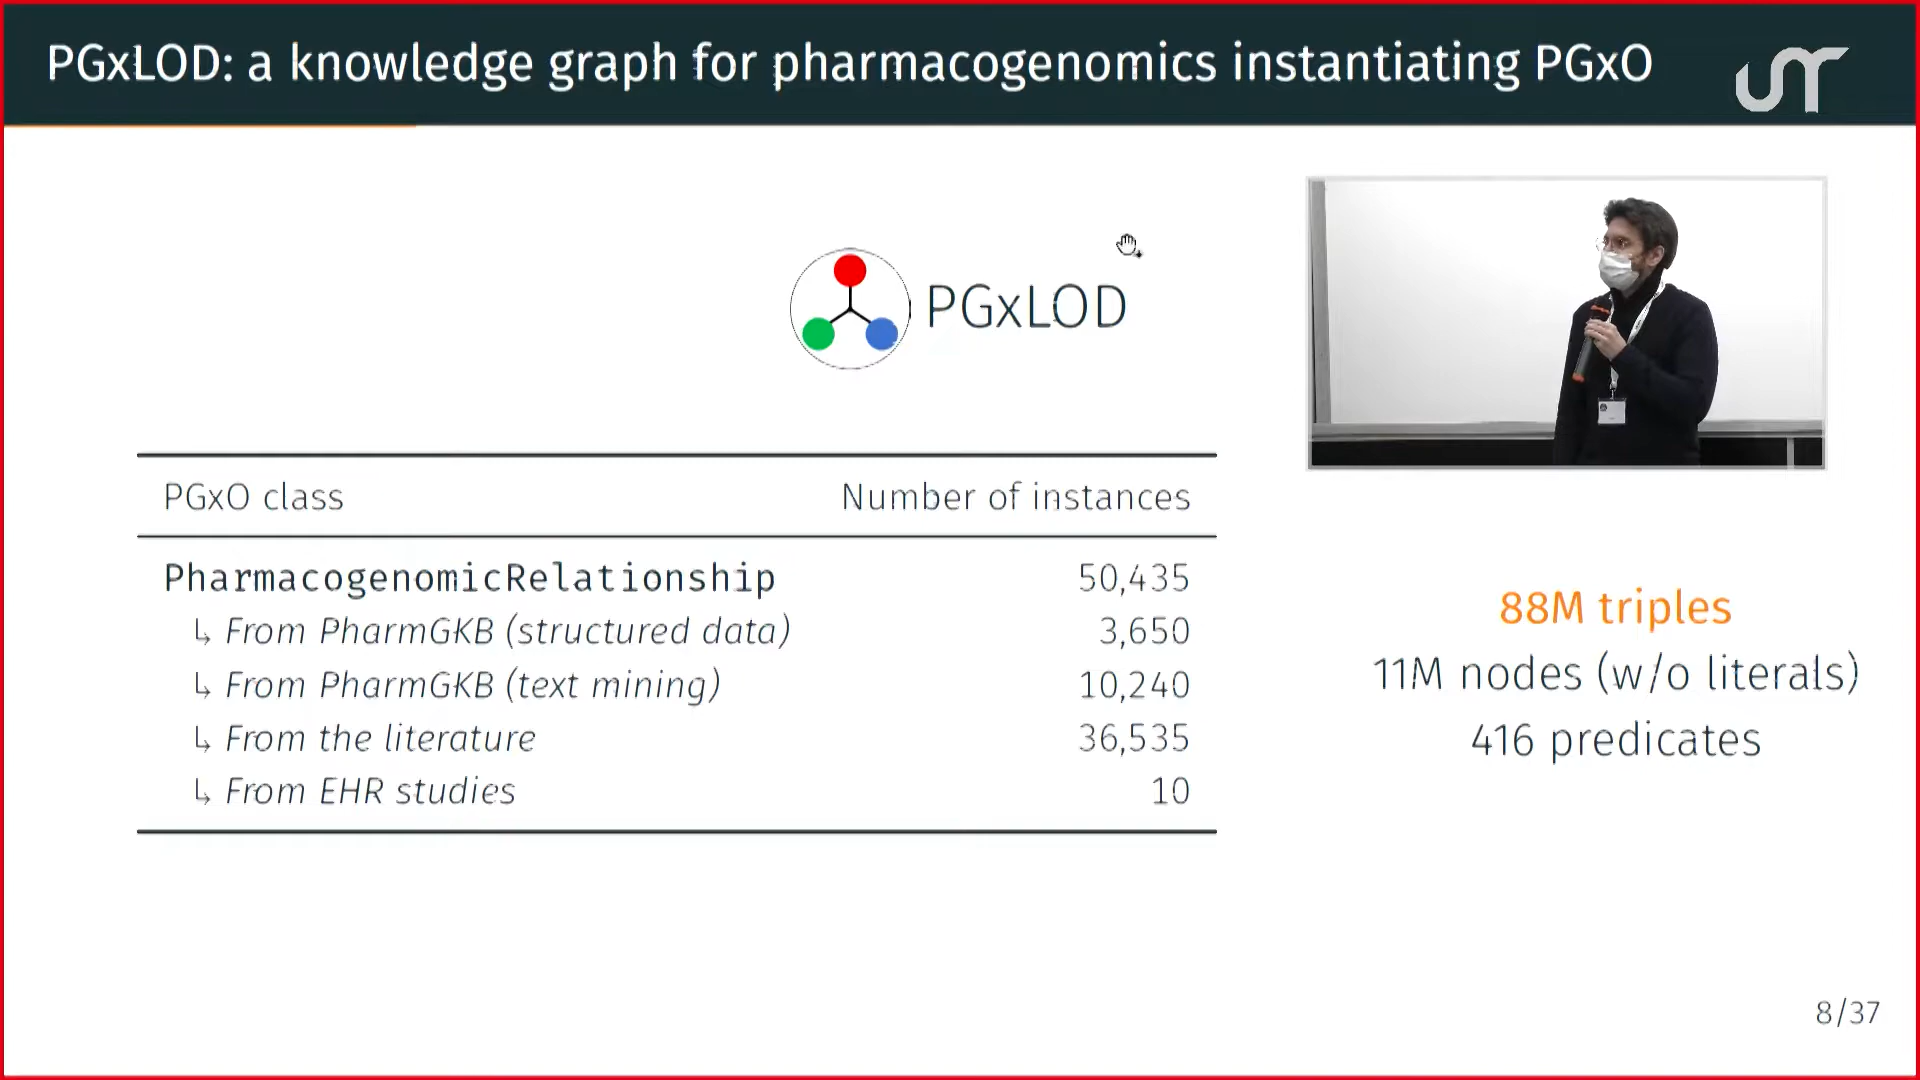 PGxLOD: a knowledge graph for pharmacogenomics instantiating PGxO
PGxLOD
PGxO class Number of instances
PharmacogenomicRelationship 50,435
↳ From PharmGKB (structured data) 3,650
↳ From PharmGKB (text mining) 10,240
↳ From the literature 36,535
↳ From EHR studies 10
88M triples
11M nodes (w/o literals)
416 predicates
8/37